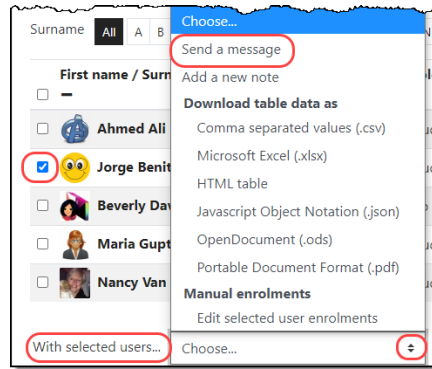 Surname All A B
First name / Surn
Ahmed Ali
Jorge Benit
Beverly Dav
Maria Gupt
Nancy Van
With selected users...
Choose...
Send a message
Add a new note
Download table data as
Comma separated values (.csv)
Microsoft Excel (.xlsx)
HTML table
Javascript Object Notation (.json)
OpenDocument (.ods)
Portable Document Format (.pdf)
Manual enrolments
Edit selected user enrolments
Choose...